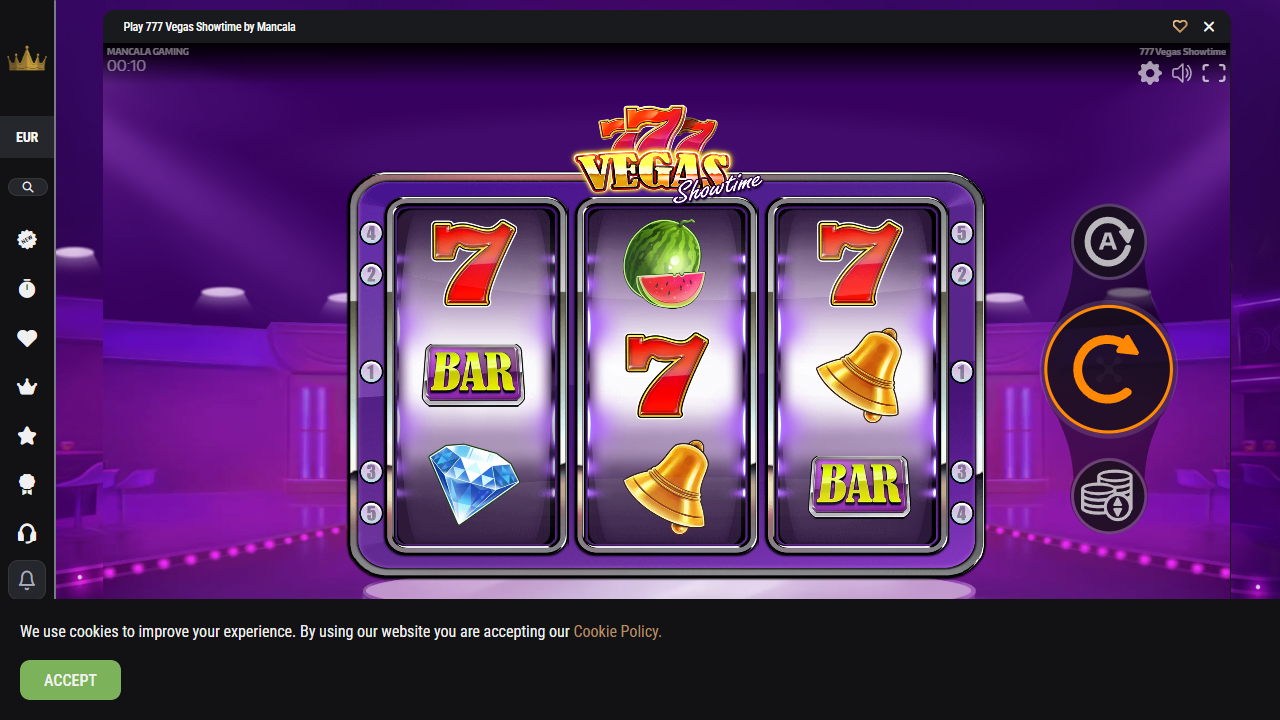 Play 777 Vegas Showtime by Mancala
MANCALA GAMING
00:10
777 Vegas Showtime
EUR
NEW
777
VEGAS
Showtime
A
4
5
2
2
BAR
1
1
3
3
BAR
5
4
We use cookies to improve your experience. By using our website you are accepting our Cookie Policy.
ACCEPT